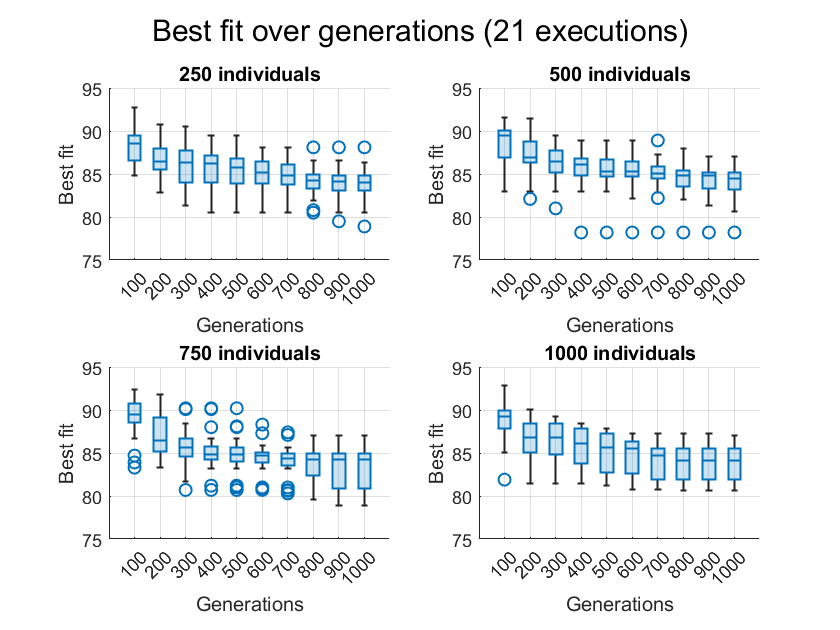 Best fit over generations (21 executions)
250 individuals
95
90
85
80
75
Best fit
100 200 300 400 500 600 700 800 900 1000
Generations
500 individuals
95
90
85
80
75
Best fit
100 200 300 400 500 600 700 800 900 1000
Generations
750 individuals
95
90
85
80
75
Best fit
100 200 300 400 500 600 700 800 900 1000
Generations
1000 individuals
95
90
85
80
75
Best fit
100 200 300 400 500 600 700 800 900 1000
Generations